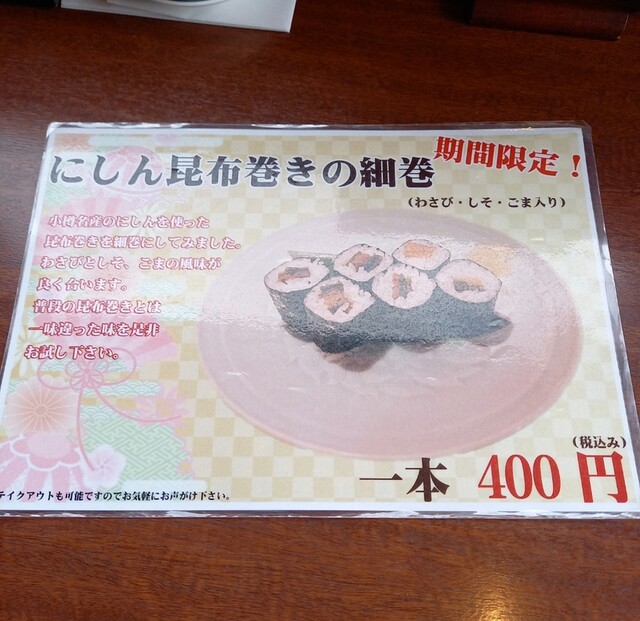 期間限定！
にしん昆布巻きの細巻
（わさび・しそ・ごま入り）
小樽名産のにしんを使った
昆布巻きを細巻にしてみました。
わさびとしそ、ごまの風味が
良く合います。
普段の昆布巻きとは
一味違った味を是非
お試し下さい。
（税込み）
一本 400円
テイクアウトも可能ですのでお気軽にお声がけ下さい。